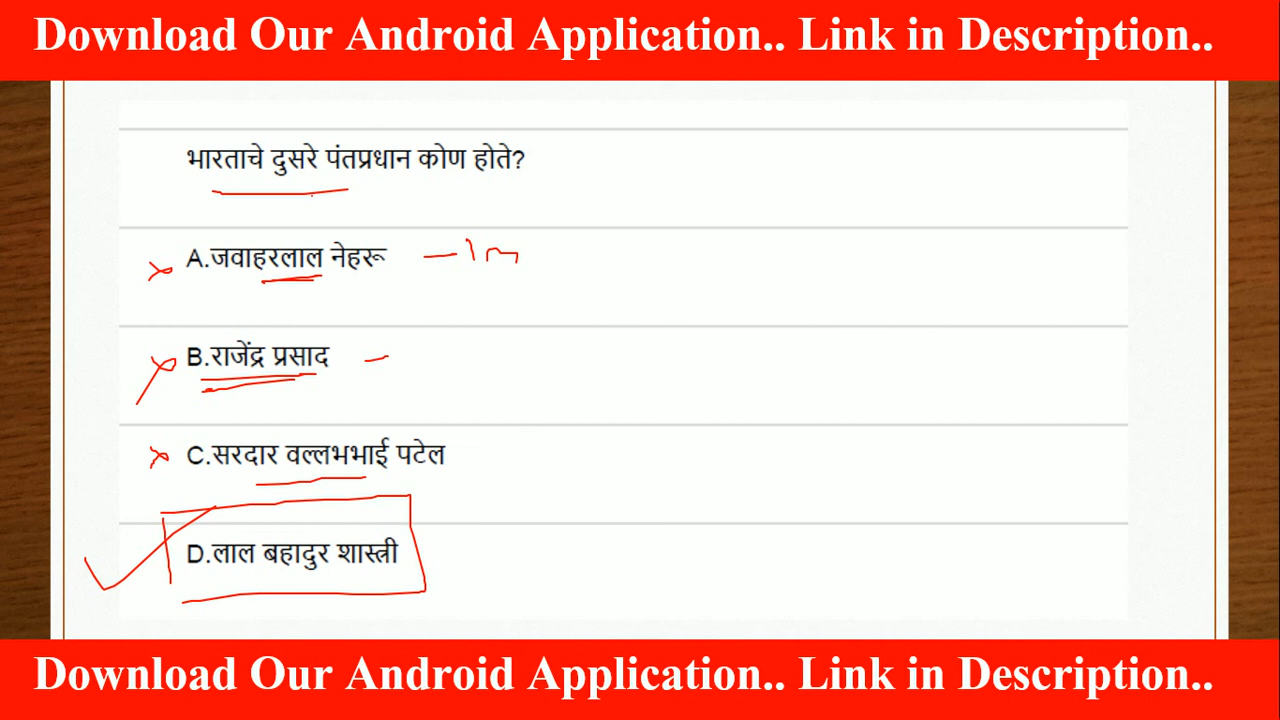 Download Our Android Application.. Link in Description..
भारताचे दुसरे पंतप्रधान कोण होते?
A.जवाहरलाल नेहरू
B.राजेंद्र प्रसाद
C.सरदार वल्लभभाई पटेल
D.लाल बहादुर शास्त्री
Download Our Android Application.. Link in Description..